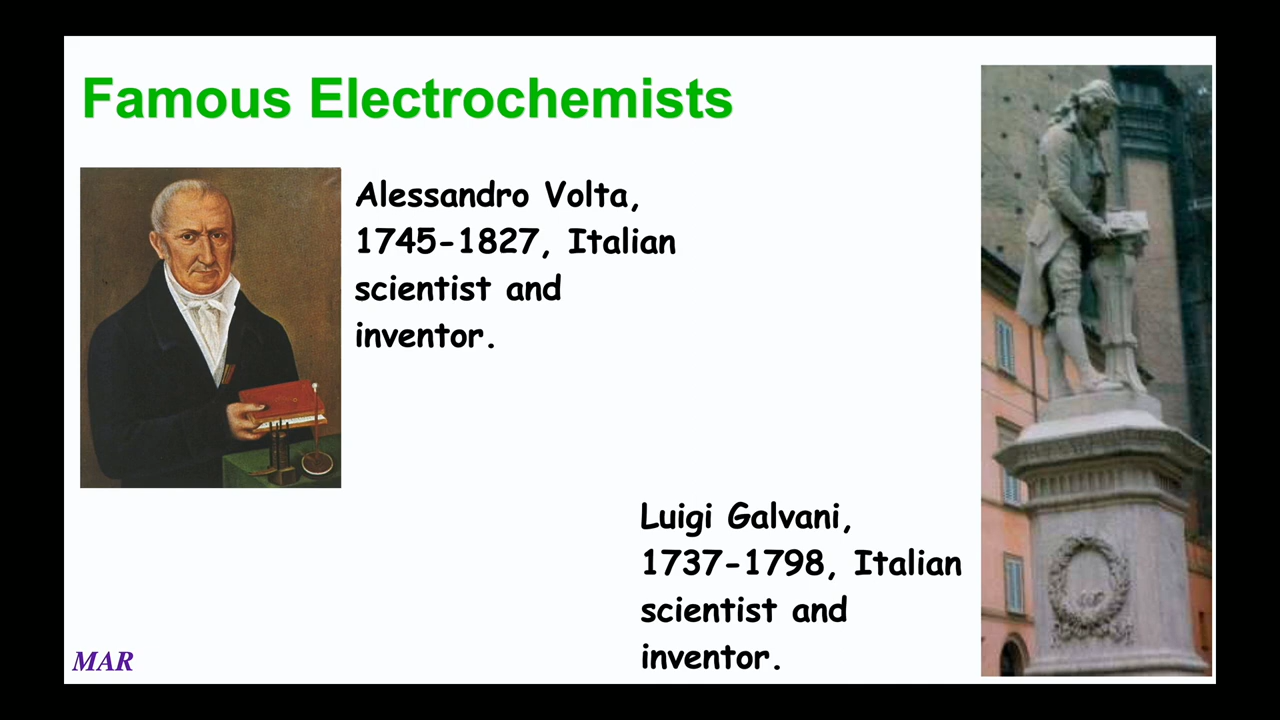 Famous Electrochemists
Alessandro Volta,
1745-1827, Italian
scientist and
inventor.
Luigi Galvani,
1737-1798, Italian
scientist and
inventor.
MAR